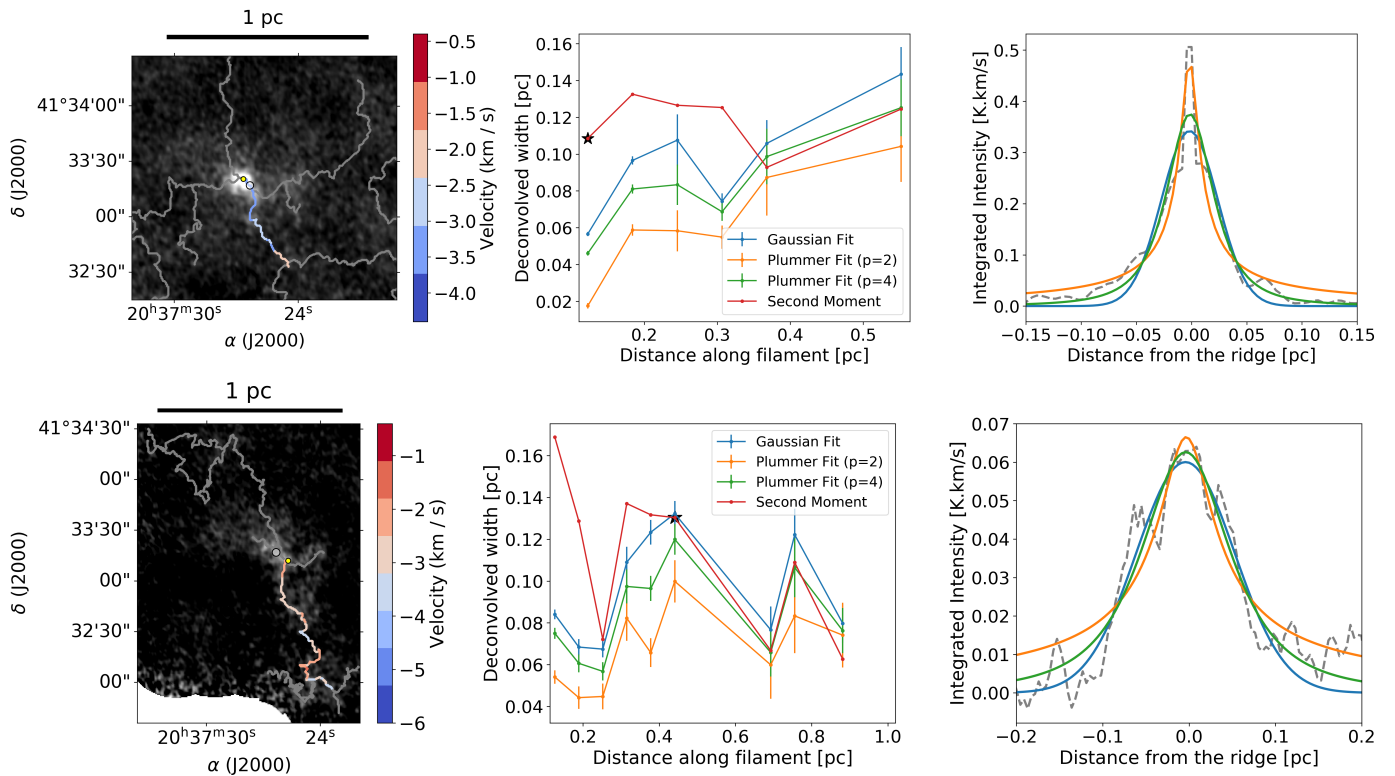 1 pc
41°34'00"
33'30"
00"
32'30"
δ (J2000)
20ʰ37ᵐ30ˢ
24ˢ
α (J2000)
−0.5
−1.0
−1.5
−2.0
−2.5
−3.0
−3.5
−4.0
Velocity (km / s)
0.16
0.14
0.12
0.10
0.08
0.06
0.04
0.02
Deconvolved width [pc]
Gaussian Fit
Plummer Fit (p=2)
Plummer Fit (p=4)
Second Moment
0.2 0.3 0.4 0.5
Distance along filament [pc]
0.5
0.4
0.3
0.2
0.1
0.0
Integrated Intensity [K.km/s]
−0.15 −0.10 −0.05 0.00 0.05 0.10 0.15
Distance from the ridge [pc]
1 pc
41°34'30"
00"
33'30"
00"
32'30"
00"
δ (J2000)
20ʰ37ᵐ30ˢ
24ˢ
α (J2000)
−1
−2
−3
−4
−5
−6
Velocity (km / s)
0.16
0.14
0.12
0.10
0.08
0.06
0.04
Deconvolved width [pc]
Gaussian Fit
Plummer Fit (p=2)
Plummer Fit (p=4)
Second Moment
0.2 0.4 0.6 0.8 1.0
Distance along filament [pc]
0.07
0.06
0.05
0.04
0.03
0.02
0.01
0.00
Integrated Intensity [K.km/s]
−0.2 −0.1 0.0 0.1 0.2
Distance from the ridge [pc]